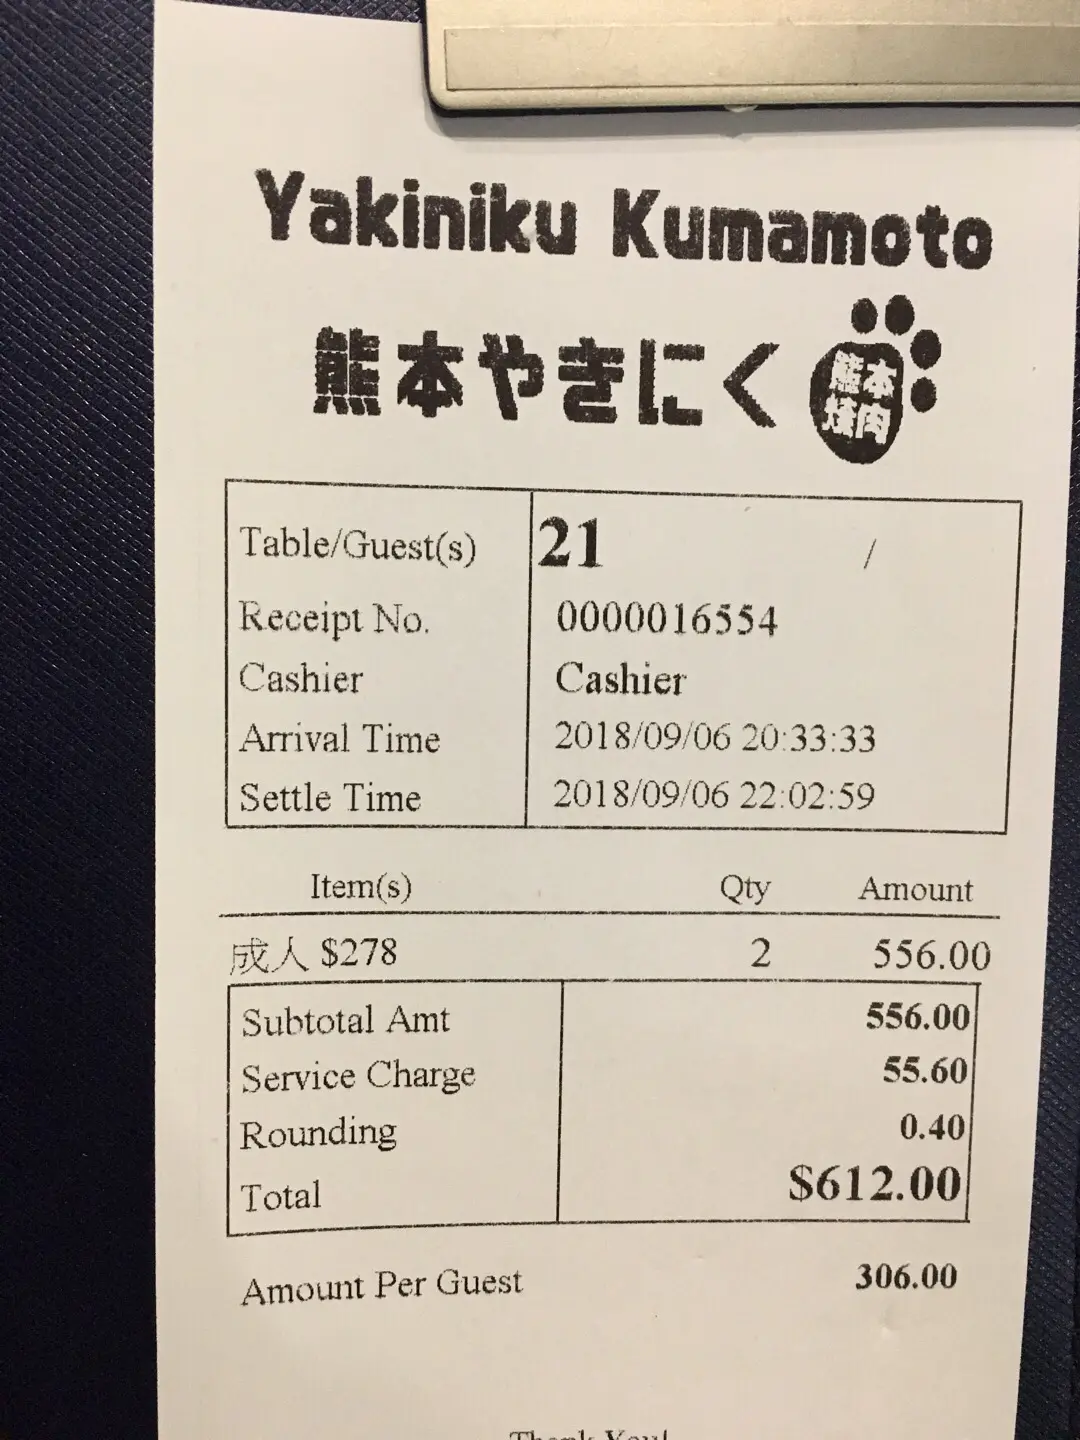 Yakiniku Kumamoto
熊本やきにく
熊本
焼肉
Table/Guest(s) 21 /
Receipt No. 0000016554
Cashier Cashier
Arrival Time 2018/09/06 20:33:33
Settle Time 2018/09/06 22:02:59
Item(s) Qty Amount
成人 $278 2 556.00
Subtotal Amt 556.00
Service Charge 55.60
Rounding 0.40
Total $612.00
Amount Per Guest 306.00
Thank You!